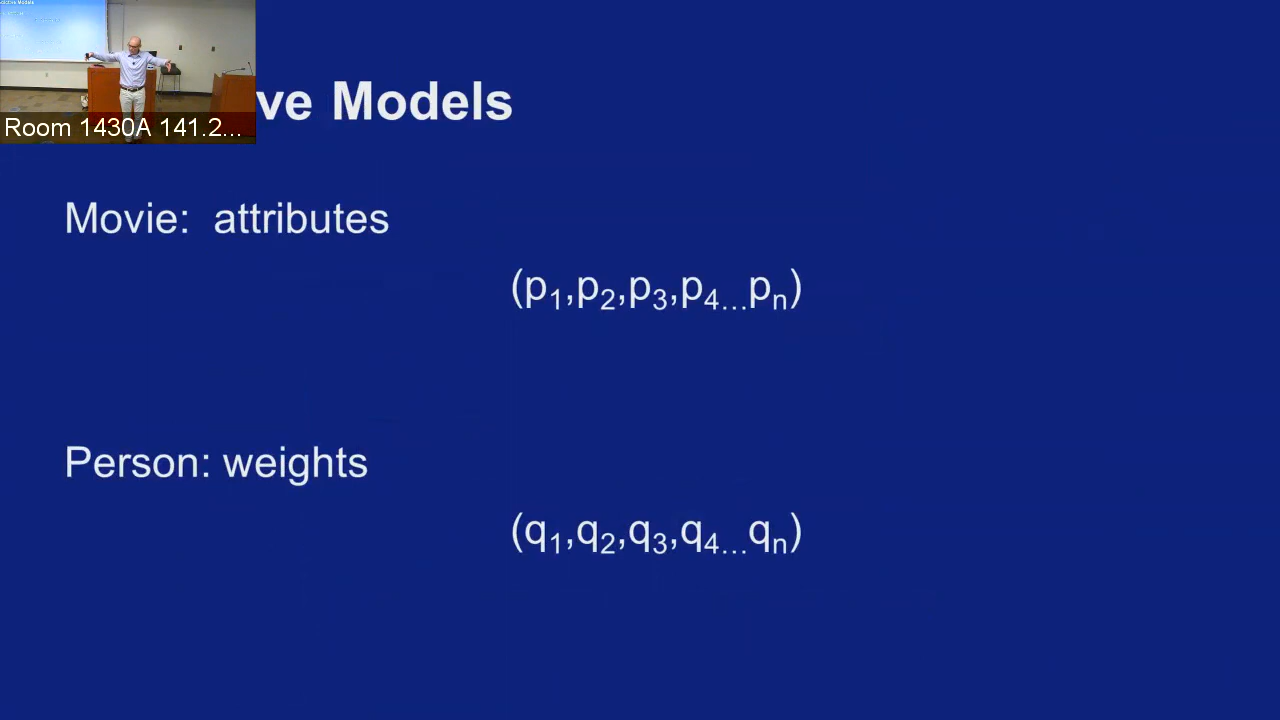 ve Models
Room 1430A 141.2...
Movie: attributes
(p₁,p₂,p₃,p₄...pₙ)
Person: weights
(q₁,q₂,q₃,q₄...qₙ)